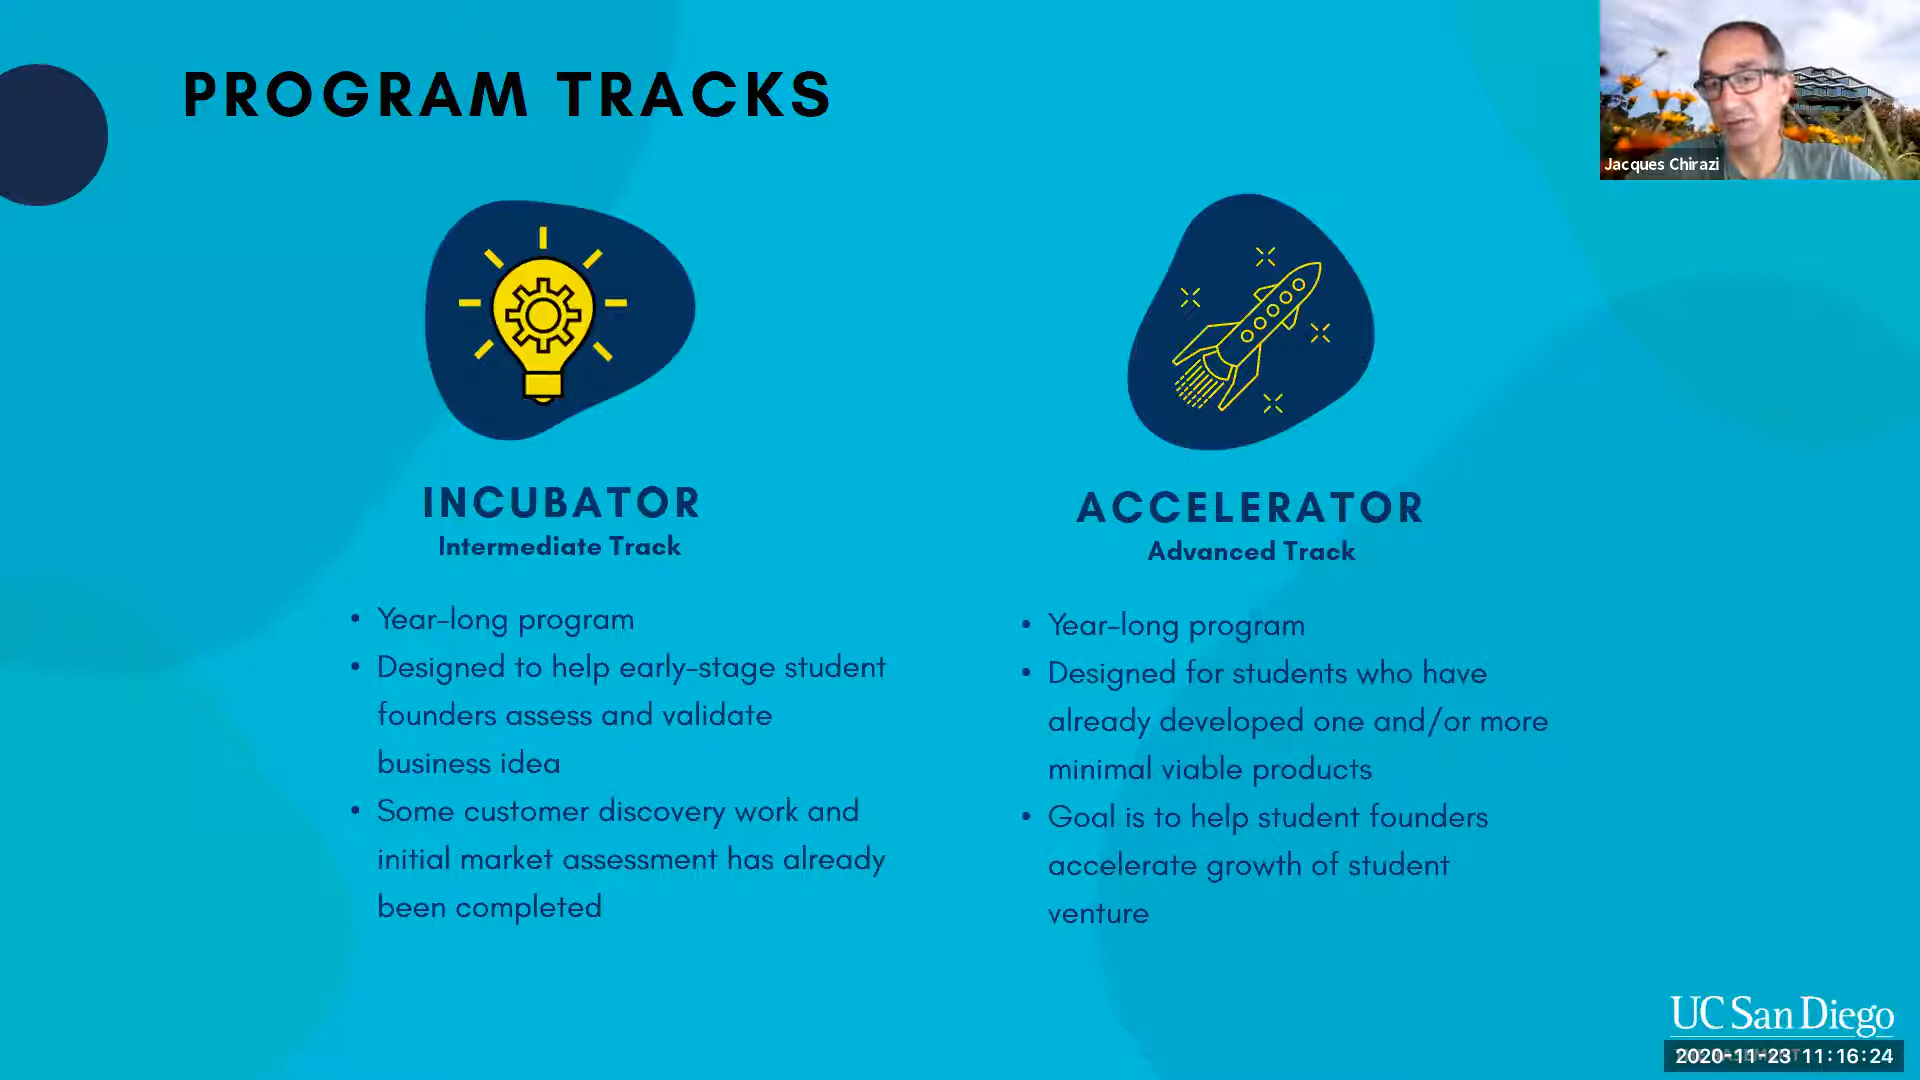 PROGRAM TRACKS
Jacques Chirazi
INCUBATOR
Intermediate Track
• Year-long program
• Designed to help early-stage student
founders assess and validate
business idea
• Some customer discovery work and
initial market assessment has already
been completed
ACCELERATOR
Advanced Track
• Year-long program
• Designed for students who have
already developed one and/or more
minimal viable products
• Goal is to help student founders
accelerate growth of student
venture
UC San Diego
2020-11-23 11:16:24